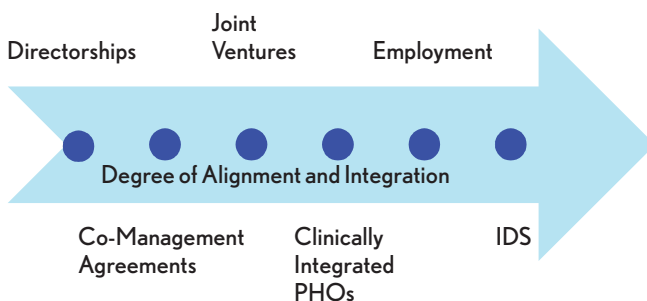 Directorships
Joint
Ventures
Employment
Degree of Alignment and Integration
Co-Management
Agreements
Clinically
Integrated
PHOs
IDS